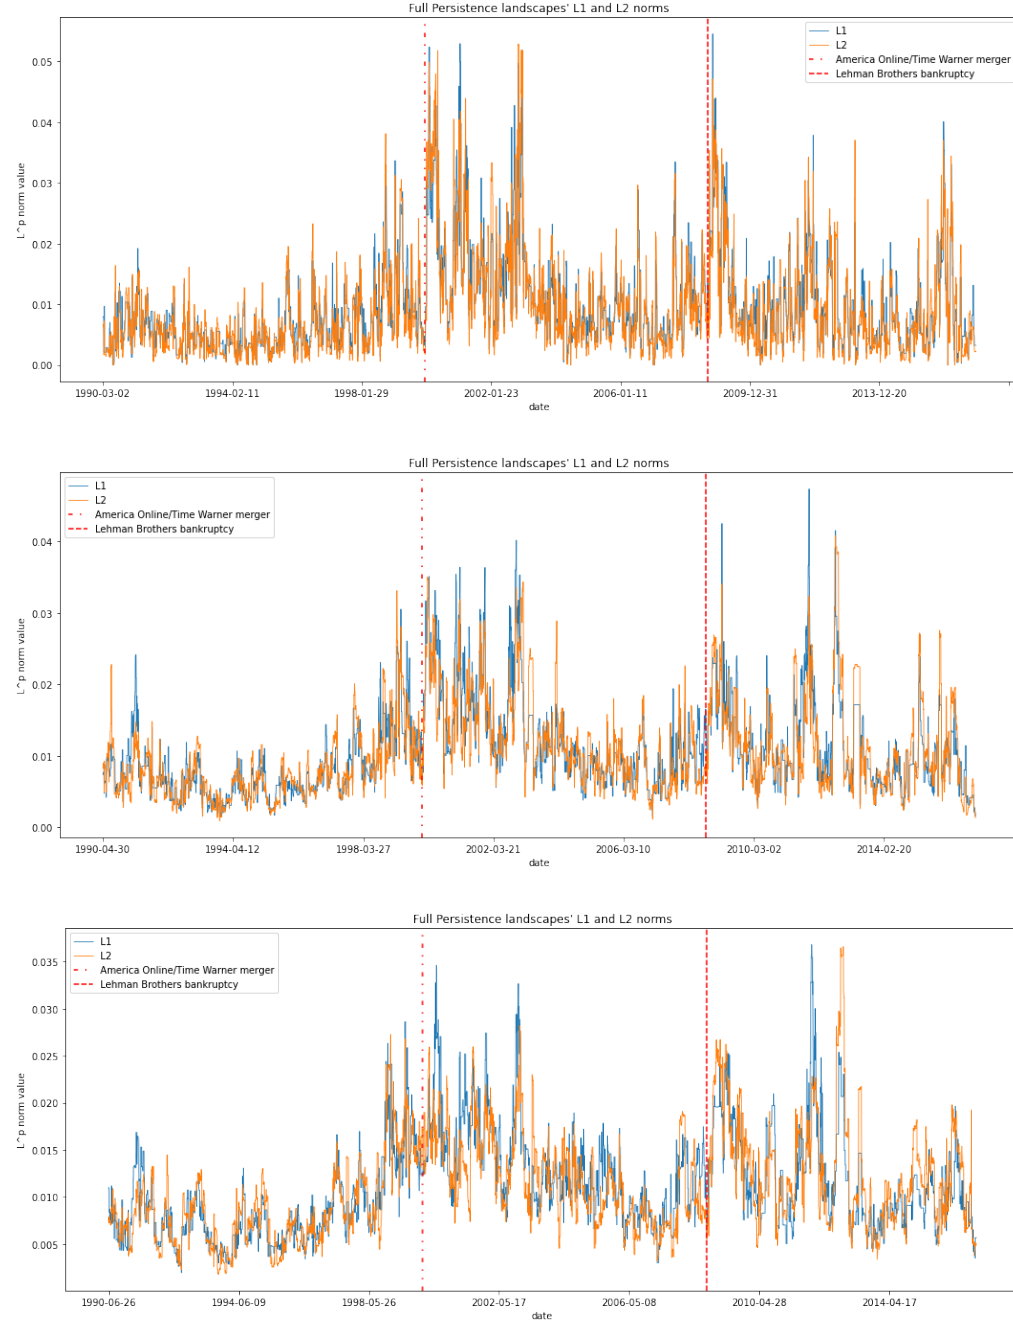 Full Persistence landscapes' L1 and L2 norms
L1
L2
America Online/Time Warner merger
Lehman Brothers bankruptcy
0.05
0.04
0.03
0.02
0.01
0.00
L^p norm value
1990-03-02 1994-02-11 1998-01-29 2002-01-23 2006-01-11 2009-12-31 2013-12-20
date
Full Persistence landscapes' L1 and L2 norms
L1
L2
America Online/Time Warner merger
Lehman Brothers bankruptcy
0.04
0.03
0.02
0.01
0.00
L^p norm value
1990-04-30 1994-04-12 1998-03-27 2002-03-21 2006-03-10 2010-03-02 2014-02-20
date
Full Persistence landscapes' L1 and L2 norms
L1
L2
America Online/Time Warner merger
Lehman Brothers bankruptcy
0.035
0.030
0.025
0.020
0.015
0.010
0.005
L^p norm value
1990-06-26 1994-06-09 1998-05-26 2002-05-17 2006-05-08 2010-04-28 2014-04-17
date